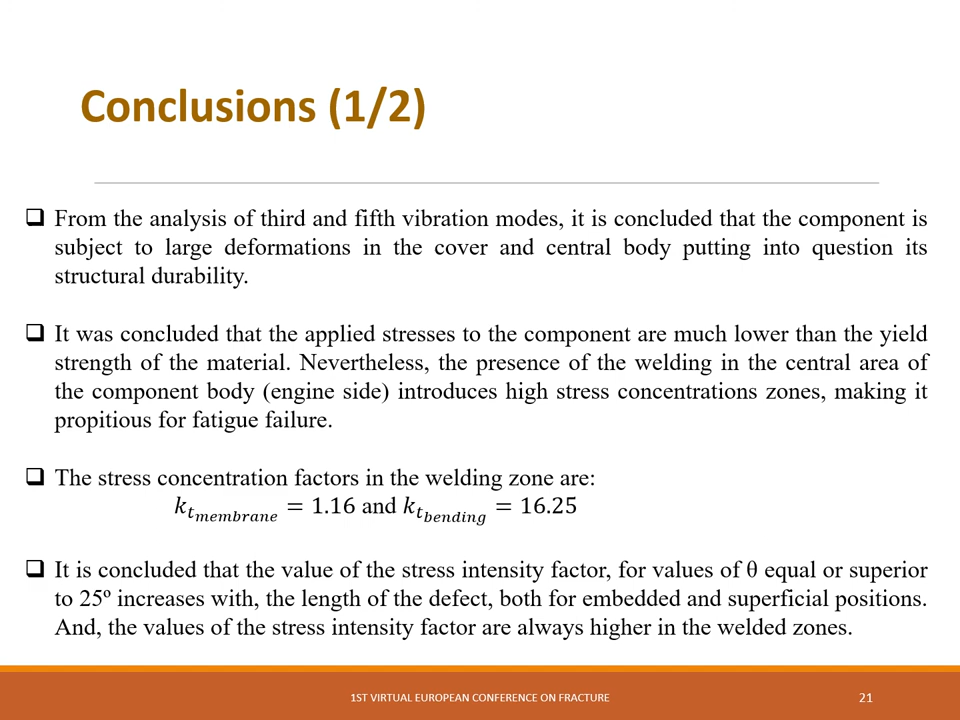 Conclusions (1/2)
❑ From the analysis of third and fifth vibration modes, it is concluded that the component is
subject to large deformations in the cover and central body putting into question its
structural durability.
❑ It was concluded that the applied stresses to the component are much lower than the yield
strength of the material. Nevertheless, the presence of the welding in the central area of
the component body (engine side) introduces high stress concentrations zones, making it
propitious for fatigue failure.
❑ The stress concentration factors in the welding zone are:
k_{t_{membrane}} = 1.16 and k_{t_{bending}} = 16.25
❑ It is concluded that the value of the stress intensity factor, for values of θ equal or superior
to 25º increases with, the length of the defect, both for embedded and superficial positions.
And, the values of the stress intensity factor are always higher in the welded zones.
1ST VIRTUAL EUROPEAN CONFERENCE ON FRACTURE
21